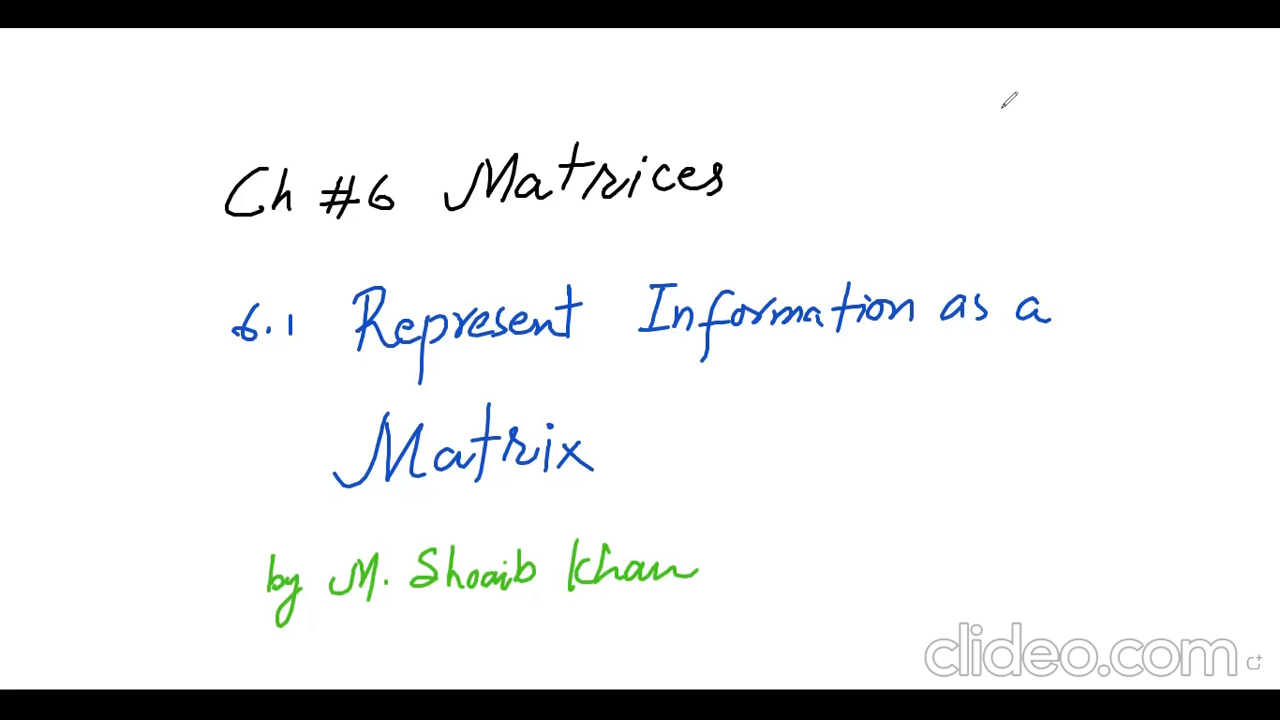 Ch #6 Matrices
6.1 Represent Information as a
Matrix
by M. Shoaib Khan
clideo.com